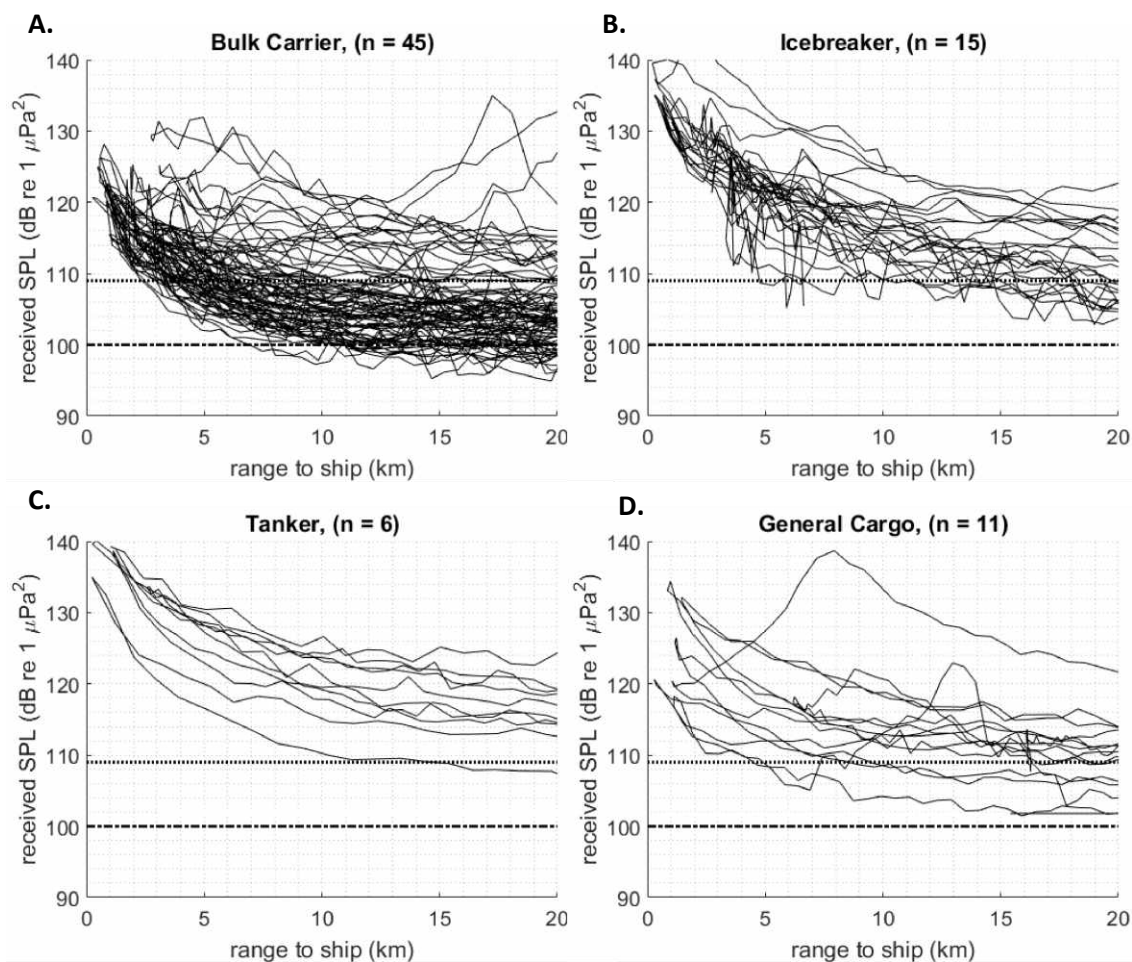 A.
Bulk Carrier, (n = 45)
140
130
120
110
100
90
received SPL (dB re 1 μPa²)
0 5 10 15 20
range to ship (km)
B.
Icebreaker, (n = 15)
140
130
120
110
100
90
received SPL (dB re 1 μPa²)
0 5 10 15 20
range to ship (km)
C.
Tanker, (n = 6)
140
130
120
110
100
90
received SPL (dB re 1 μPa²)
0 5 10 15 20
range to ship (km)
D.
General Cargo, (n = 11)
140
130
120
110
100
90
received SPL (dB re 1 μPa²)
0 5 10 15 20
range to ship (km)